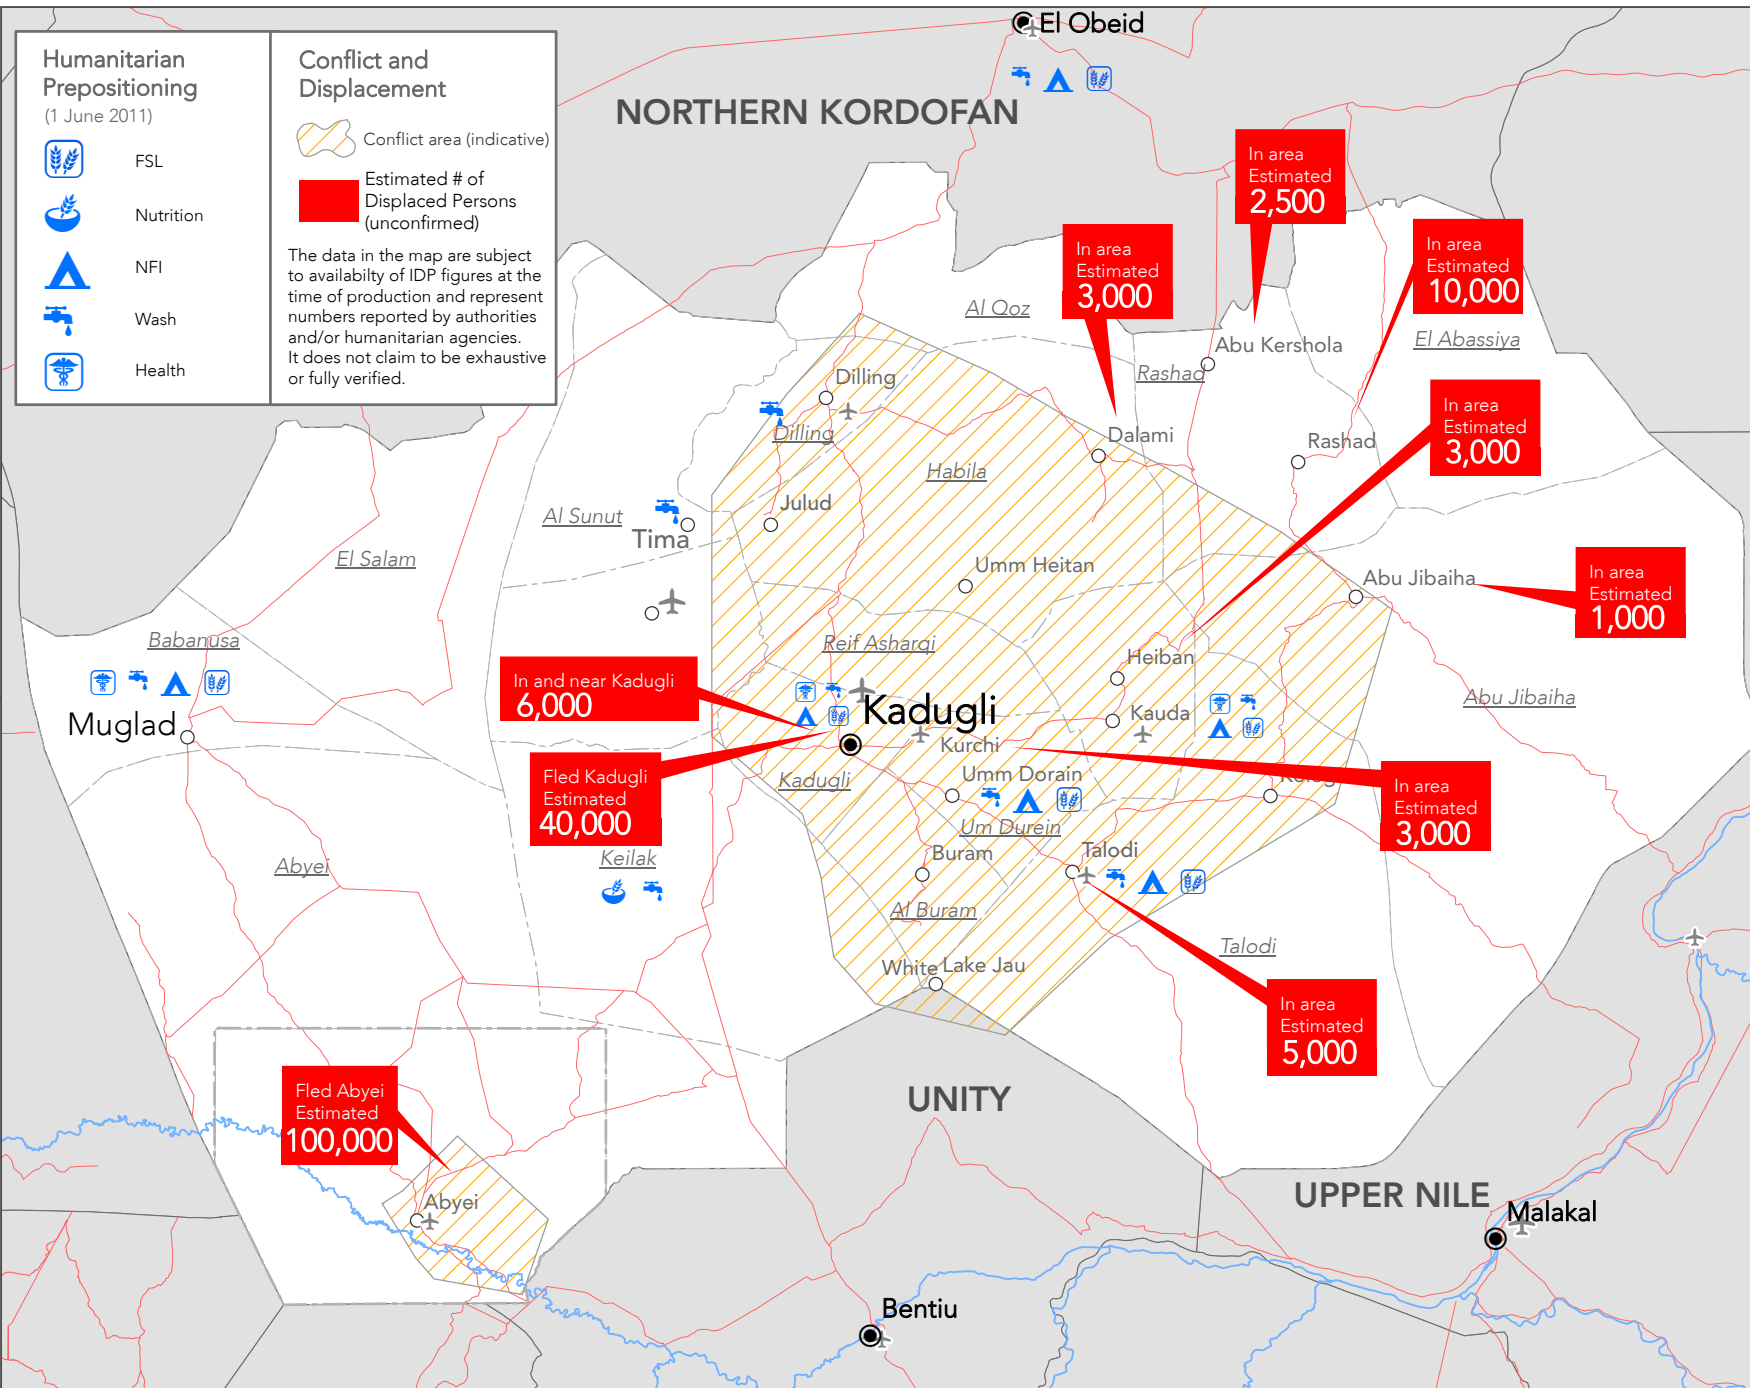 Humanitarian
Prepositioning
(1 June 2011)
FSL
Nutrition
NFI
Wash
Health
Conflict and
Displacement
Conflict area (indicative)
Estimated # of
Displaced Persons
(unconfirmed)
The data in the map are subject
to availabilty of IDP figures at the
time of production and represent
numbers reported by authorities
and/or humanitarian agencies.
It does not claim to be exhaustive
or fully verified.
El Obeid
NORTHERN KORDOFAN
In area
Estimated
2,500
In area
Estimated
3,000
In area
Estimated
10,000
Al Qoz
El Abassiya
Abu Kershola
Rashad
Dilling
Dilling
In area
Estimated
3,000
Dalami
Rashad
Habila
Julud
Al Sunut
Tima
El Salam
Umm Heitan
Abu Jibaiha
In area
Estimated
1,000
Babanusa
Reif Asharqi
Heiban
Abu Jibaiha
In and near Kadugli
6,000
Muglad
Kadugli
Kauda
Kurchi
Fled Kadugli
Estimated
40,000
Kadugli
Umm Dorain
In area
Estimated
3,000
Um Durein
Keilak
Abyei
Buram
Talodi
Al Buram
Talodi
White Lake Jau
In area
Estimated
5,000
UNITY
Fled Abyei
Estimated
100,000
Abyei
UPPER NILE
Malakal
Bentiu